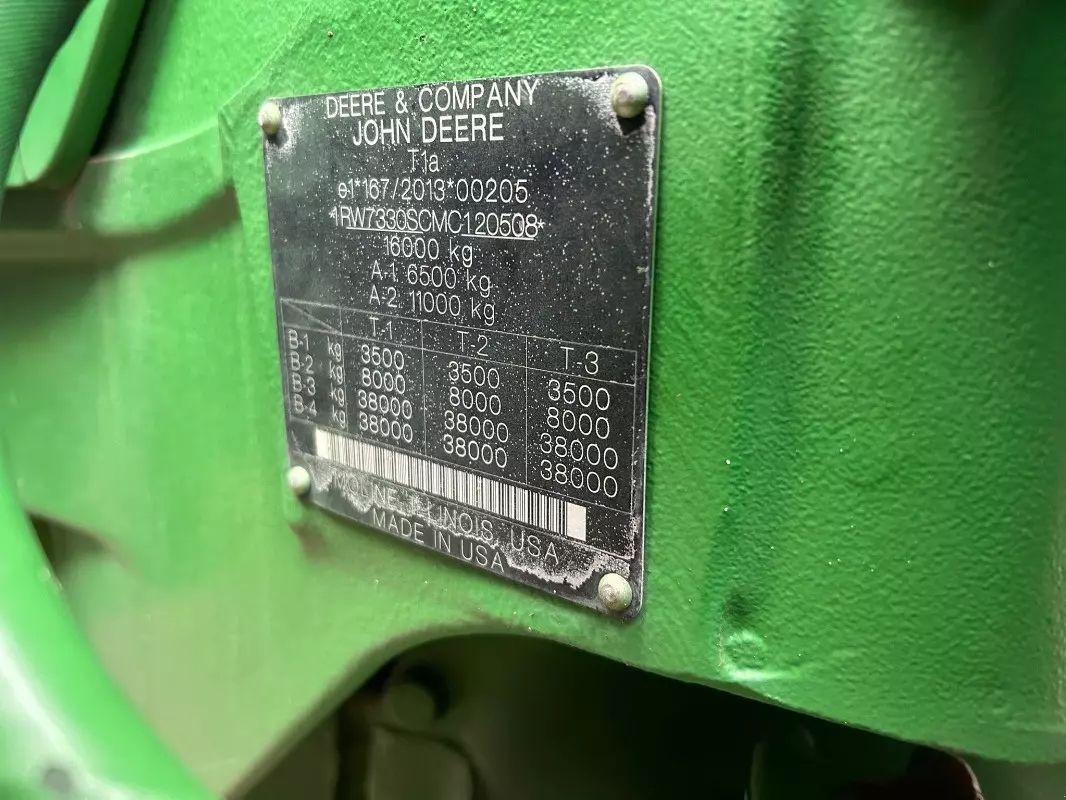 DEERE & COMPANY
JOHN DEERE
T1a
e1*167/2013*00205
*1RW7330SCMC120508*
16000 kg
A-1 6500 kg
A-2 11000 kg
T-1 T-2 T-3
B-1 kg 3500 3500 3500
B-2 kg 8000 8000 8000
B-3 kg 38000 38000 38000
B-4 kg 38000 38000 38000
MOLINE, ILLINOIS, USA
MADE IN USA